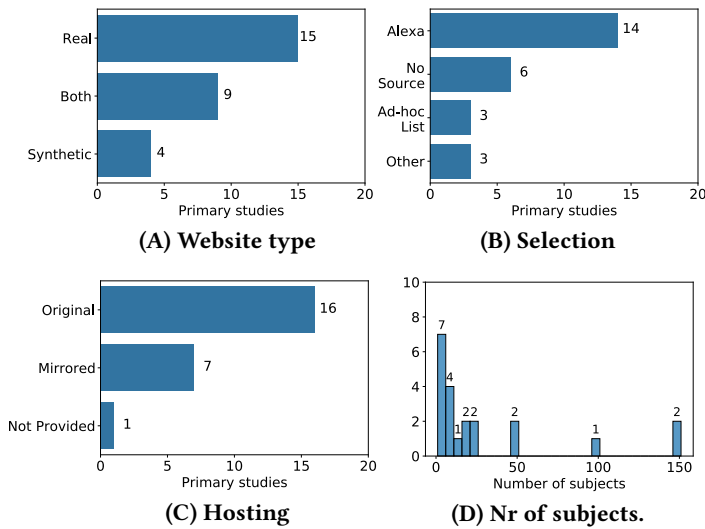 Real
15
Both
9
Synthetic
4
0 5 10 15 20
Primary studies
(A) Website type
Alexa
14
No
Source
6
Ad-hoc
List
3
Other
3
0 5 10 15 20
Primary studies
(B) Selection
Original
16
Mirrored
7
Not Provided
1
0 5 10 15 20
Primary studies
(C) Hosting
10
8
6
4
2
0
7
4
1
2
2
2
1
2
0 50 100 150
Number of subjects
(D) Nr of subjects.